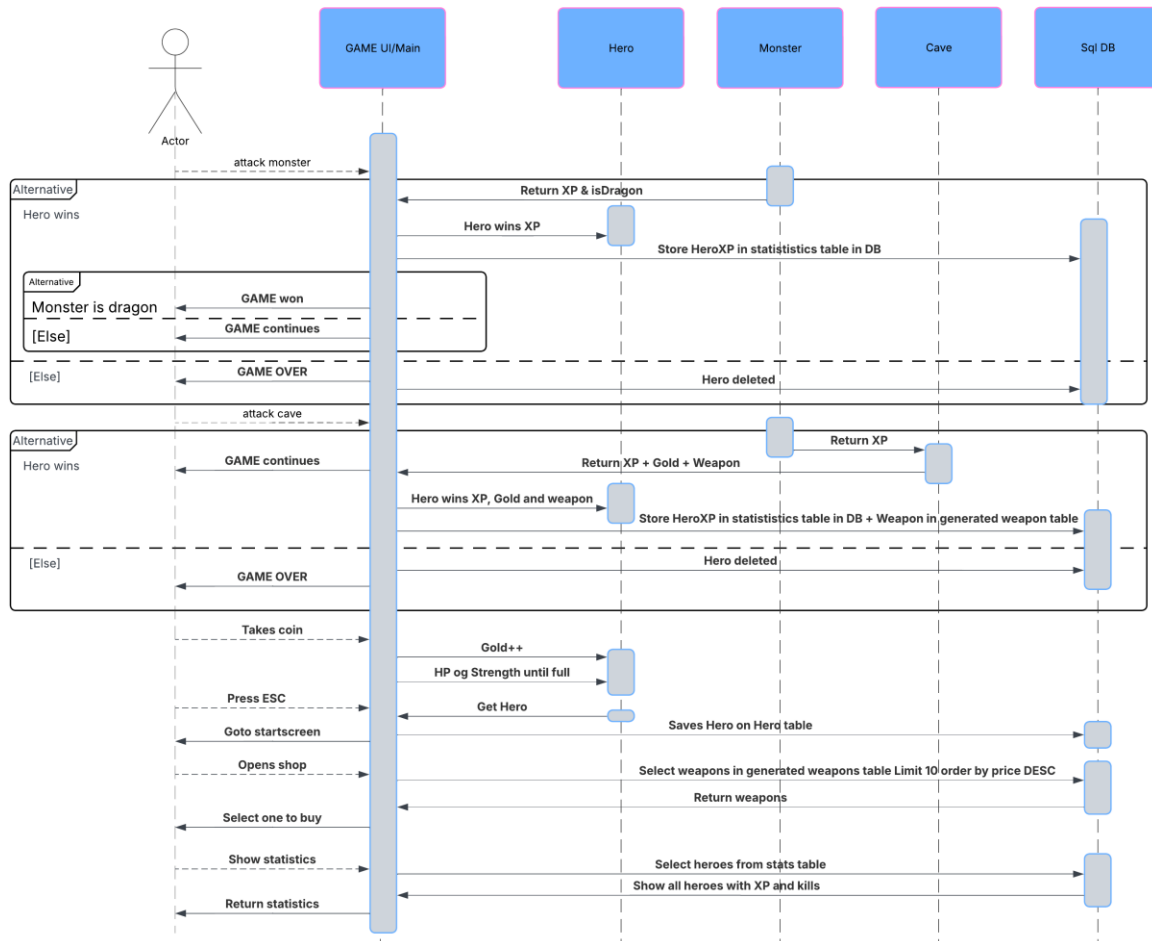 GAME UI/Main
Hero
Monster
Cave
Sql DB
Actor
attack monster
Alternative
Return XP & isDragon
Hero wins
Hero wins XP
Store HeroXP in statististics table in DB
Alternative
GAME won
Monster is dragon
GAME continues
[Else]
GAME OVER
[Else]
Hero deleted
attack cave
Alternative
Return XP
Hero wins
GAME continues
Return XP + Gold + Weapon
Hero wins XP, Gold and weapon
Store HeroXP in statististics table in DB + Weapon in generated weapon table
[Else]
Hero deleted
GAME OVER
Takes coin
Gold++
HP og Strength until full
Press ESC
Get Hero
Saves Hero on Hero table
Goto startscreen
Opens shop
Select weapons in generated weapons table Limit 10 order by price DESC
Return weapons
Select one to buy
Show statistics
Select heroes from stats table
Show all heroes with XP and kills
Return statistics